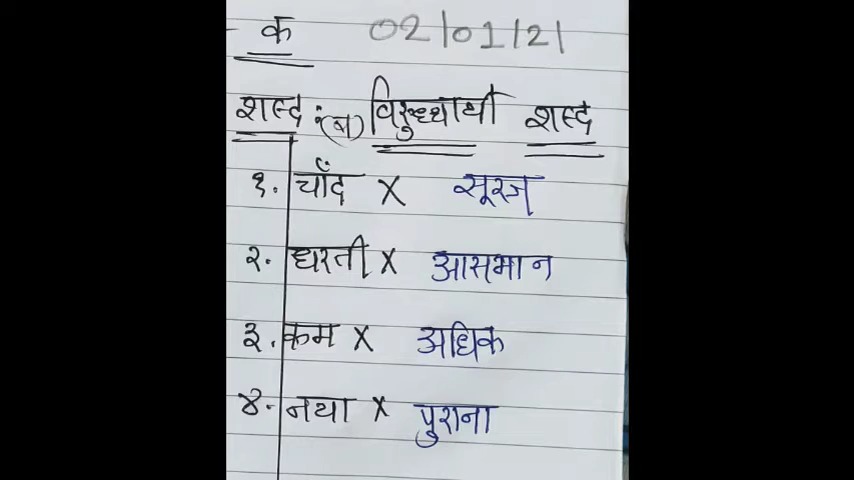 क 02/01/21
शब्द (ब) विरुध्धार्थी शब्द
१. चाँद X सूरज
२. धरती X आसमान
३. कम X अधिक
४. नया X पुराना